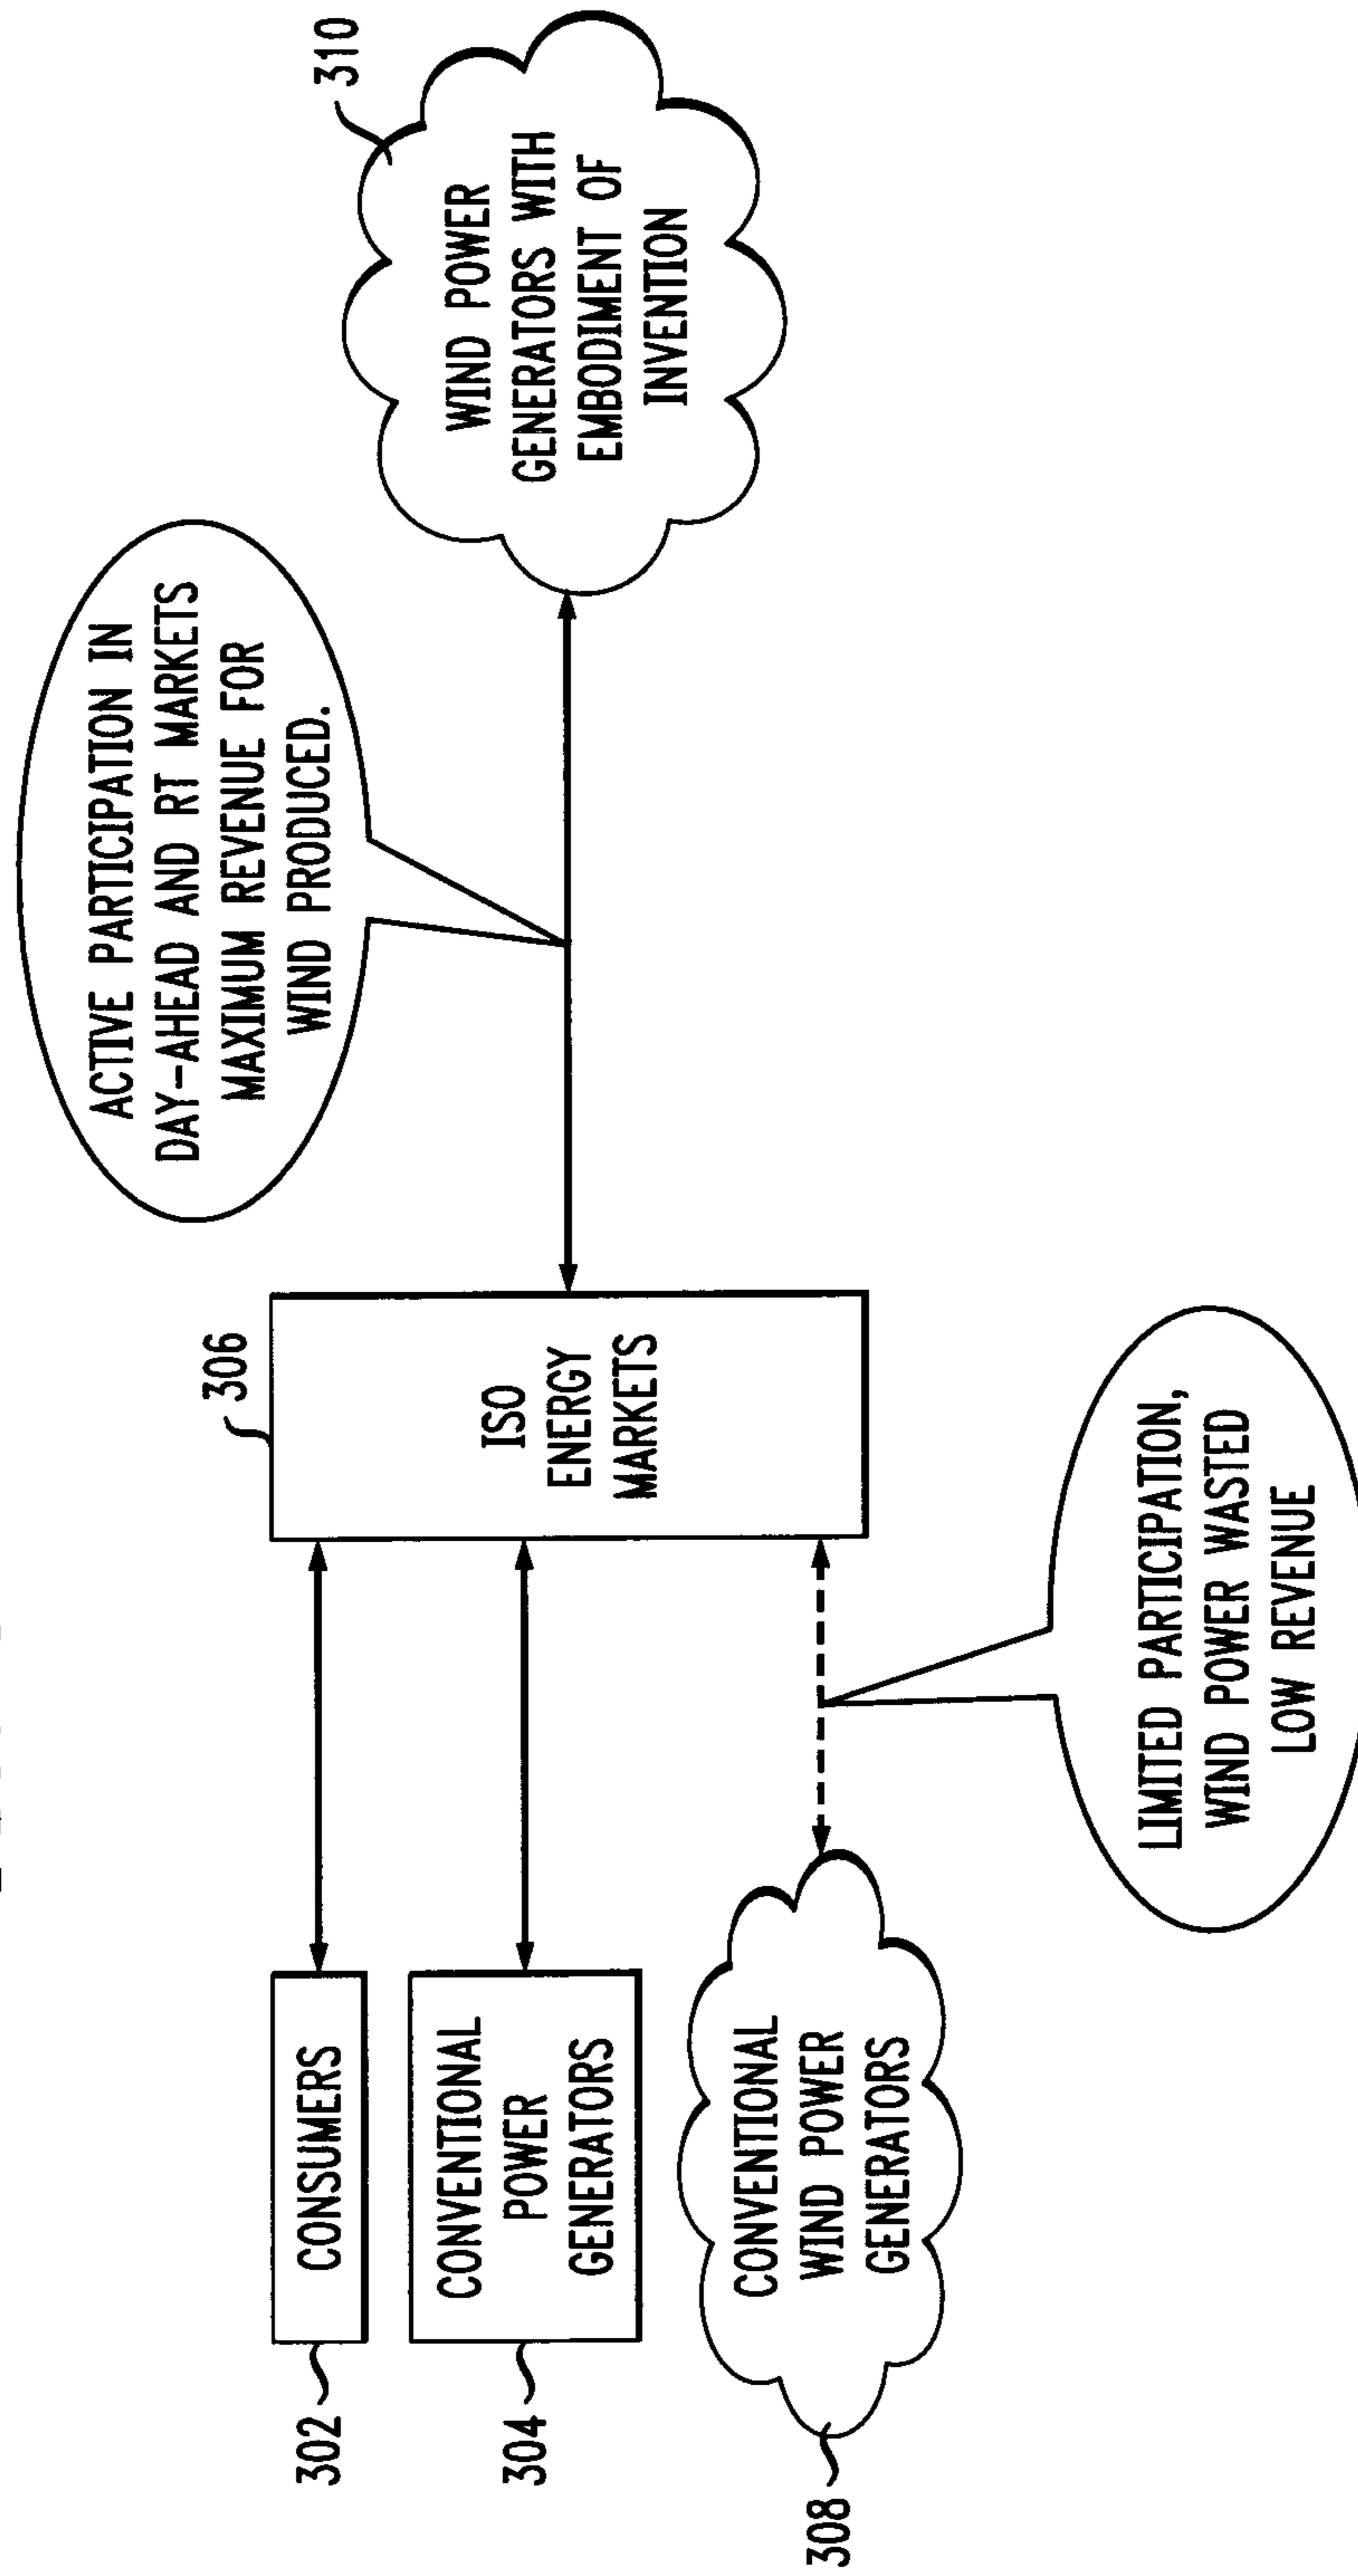 302
CONSUMERS
304
CONVENTIONAL
POWER
GENERATORS
308
CONVENTIONAL
WIND POWER
GENERATORS
306
ISO
ENERGY
MARKETS
LIMITED PARTICIPATION,
WIND POWER WASTED
LOW REVENUE
ACTIVE PARTICIPATION IN
DAY-AHEAD AND RT MARKETS
MAXIMUM REVENUE FOR
WIND PRODUCED.
310
WIND POWER
GENERATORS WITH
EMBODIMENT OF
INVENTION